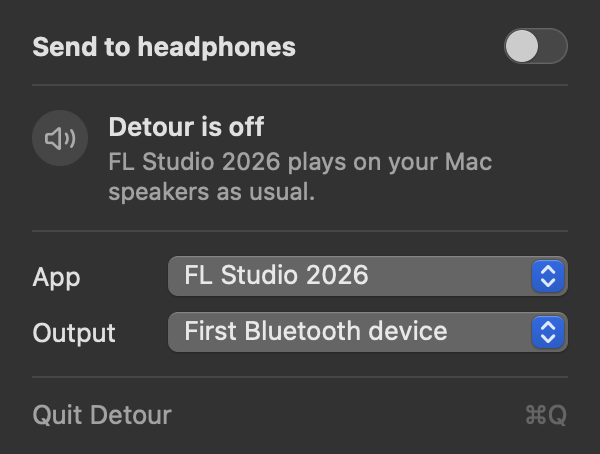 Send to headphones
Detour is off
FL Studio 2026 plays on your Mac
speakers as usual.
App FL Studio 2026
Output First Bluetooth device
Quit Detour ⌘Q